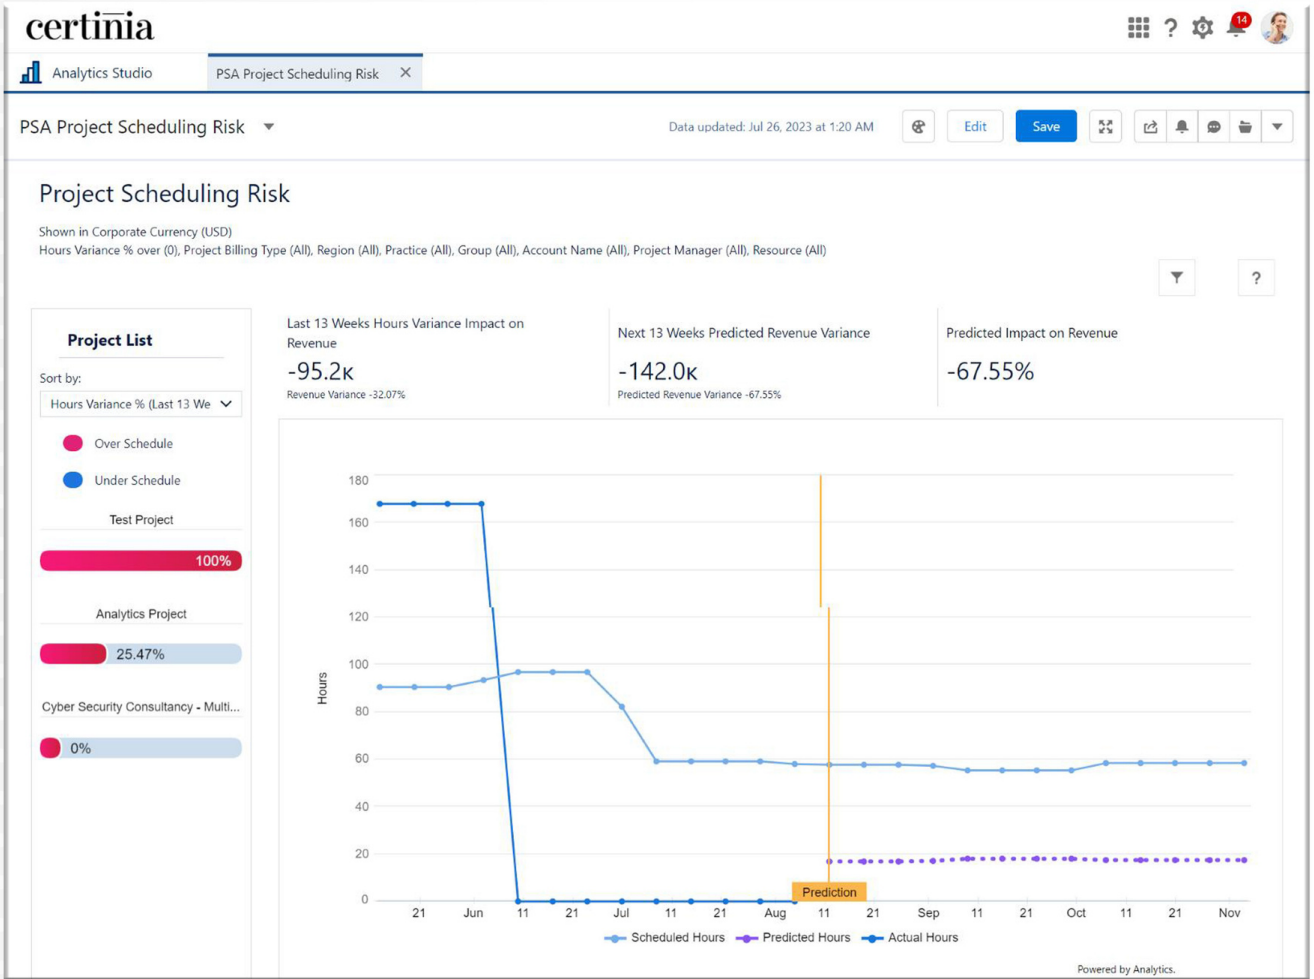 certinia
14
Analytics Studio
PSA Project Scheduling Risk
PSA Project Scheduling Risk
Data updated: Jul 26, 2023 at 1:20 AM
Edit
Save
Project Scheduling Risk
Shown in Corporate Currency (USD)
Hours Variance % over (0), Project Billing Type (All), Region (All), Practice (All), Group (All), Account Name (All), Project Manager (All), Resource (All)
?
Project List
Sort by:
Hours Variance % (Last 13 We
Over Schedule
Under Schedule
Test Project
100%
Analytics Project
25.47%
Cyber Security Consultancy - Multi...
0%
Last 13 Weeks Hours Variance Impact on
Revenue
-95.2K
Revenue Variance -32.07%
Next 13 Weeks Predicted Revenue Variance
-142.0K
Predicted Revenue Variance -67.55%
Predicted Impact on Revenue
-67.55%
Hours
180
160
140
120
100
80
60
40
20
0
Prediction
21 Jun 11 21 Jul 11 21 Aug 11 21 Sep 11 21 Oct 11 21 Nov
Scheduled Hours Predicted Hours Actual Hours
Powered by Analytics.